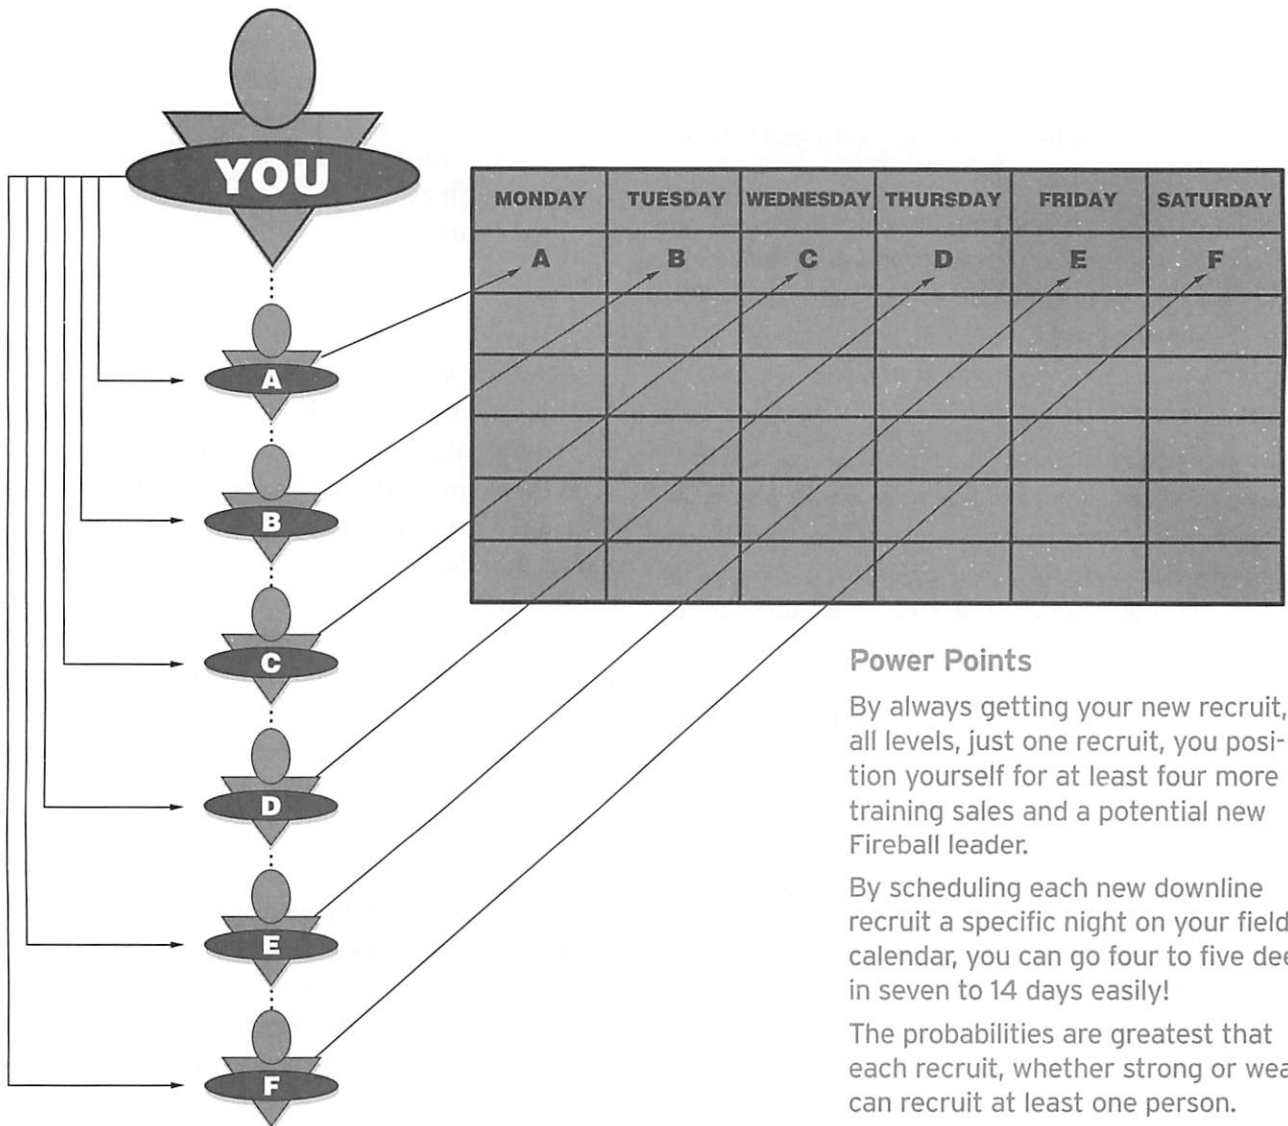 YOU
MONDAY TUESDAY WEDNESDAY THURSDAY FRIDAY SATURDAY
A B C D E F
A
B
C
D
E
F
Power Points
By always getting your new recruit,
all levels, just one recruit, you posi-
tion yourself for at least four more
training sales and a potential new
Fireball leader.
By scheduling each new downline
recruit a specific night on your field
calendar, you can go four to five dee
in seven to 14 days easily!
The probabilities are greatest that
each recruit, whether strong or wea
can recruit at least one person.